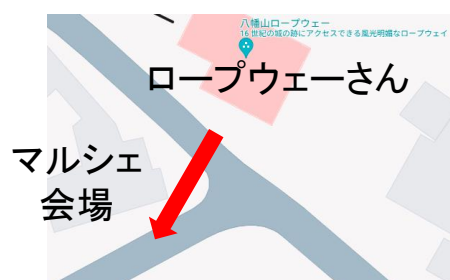 八幡山ロープウェー
16 世紀の城の跡にアクセスできる風光明媚なロープウェイ
ロープウェーさん
マルシェ
会場